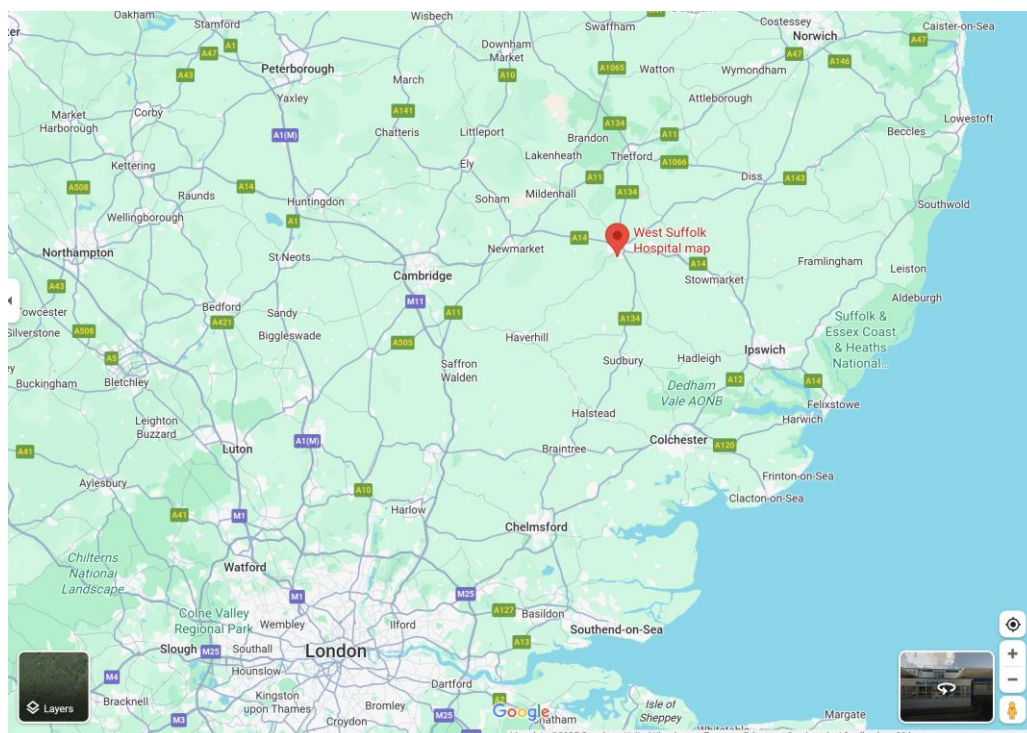 Oakham
Wisbech
Swaffham
Costessey
Caister-on-Sea
Stamford
A1
A47
Downham
Market
Norwich
A47
A47
A43
Peterborough
A10
A1065
Watton
Wymondham
A146
Yaxley
March
Attleborough
Market
Harborough
Corby
A141
A134
Lowestoft
A1(M)
Chatteris
Littleport
Brandon
A11
Beccles
Kettering
Ely
Lakenheath
Thetford
A1066
A508
A14
Raunds
Huntingdon
Soham
Mildenhall
A11
A134
Diss
A143
Wellingborough
A1
Southwold
Northampton
St Neots
Newmarket
A14
West Suffolk
Hospital map
A14
Framlingham
Leiston
Cambridge
Stowmarket
A43
Bedford
M11
Aldeburgh
Towcester
Sandy
A11
A134
Suffolk &
Essex Coast
& Heaths
National...
Silverstone
A508
A421
Biggleswade
A505
Haverhill
Ipswich
A5
Saffron
Walden
Sudbury
Hadleigh
Buckingham
Bletchley
Dedham
Vale AONB
A12
A14
Felixstowe
Leighton
Buzzard
Halstead
Harwich
A41
Luton
A1(M)
Braintree
Colchester
A120
Aylesbury
A10
Frinton-on-Sea
Clacton-on-Sea
A41
M1
Harlow
Chelmsford
Chilterns
National
Landscape
Watford
M1
M25
Colne Valley
Regional Park
Wembley
Ilford
A127
Basildon
Southend-on-Sea
Slough
M25
Southall
London
A13
Hounslow
M4
Dartford
Layers
Bracknell
Kingston
upon Thames
Bromley
A2
Google
Isle of
Sheppey
M3
Croydon
Margate